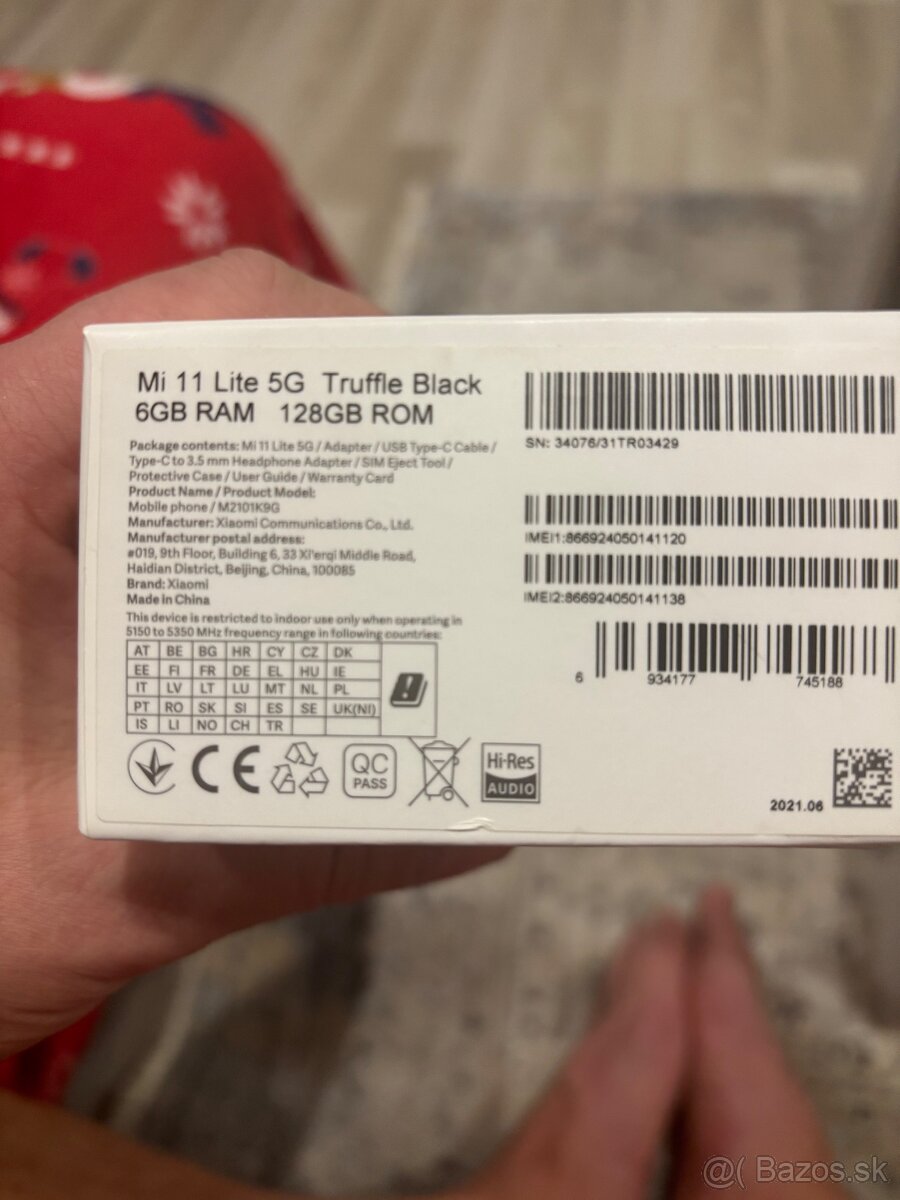 Mi 11 Lite 5G Truffle Black
6GB RAM 128GB ROM
Package contents: Mi 11 Lite 5G / Adapter / USB Type-C Cable /
Type-C to 3.5 mm Headphone Adapter / SIM Eject Tool /
Protective Case / User Guide / Warranty Card
Product Name / Product Model:
Mobile phone / M2101K9G
Manufacturer: Xiaomi Communications Co., Ltd.
Manufacturer postal address:
#019, 9th Floor, Building 6, 33 Xi'erqi Middle Road,
Haidian District, Beijing, China, 100085
Brand: Xiaomi
Made in China
This device is restricted to indoor use only when operating in
5150 to 5350 MHz frequency range in following countries:
AT BE BG HR CY CZ DK
EE FI FR DE EL HU IE
IT LV LT LU MT NL PL
PT RO SK SI ES SE UK(NI)
IS LI NO CH TR
CE
QC
PASS
Hi-Res
AUDIO
SN: 34076/31TR03429
IMEI1:866924050141120
IMEI2:866924050141138
6 934177 745188
2021.06
@( Bazos.sk